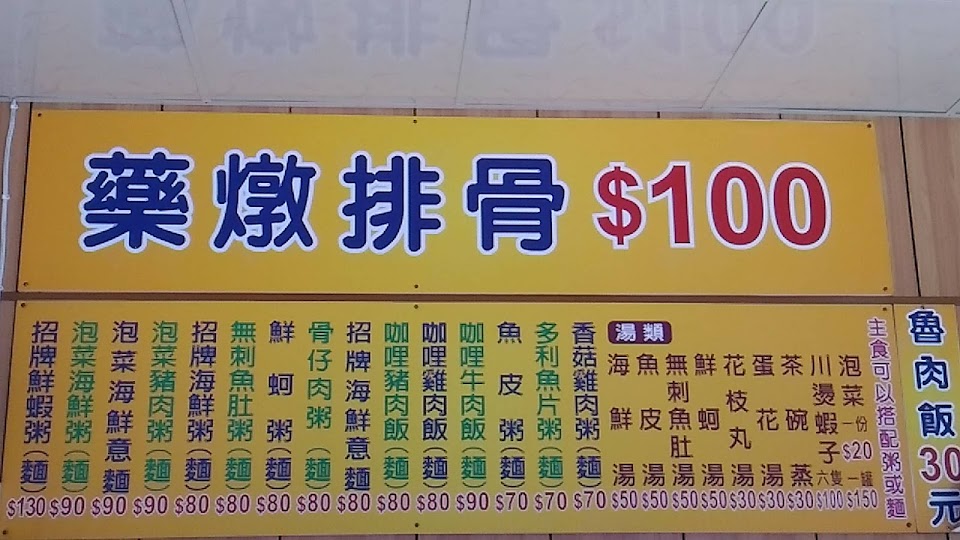 藥燉排骨$100
招牌鮮蝦粥(麵)$130
泡菜海鮮粥(麵)$90
泡菜海鮮意麵$90
泡菜豬肉粥(麵)$90
招牌海鮮粥(麵)$80
無刺魚肚粥(麵)$80
鮮蚵粥(麵)$80
骨仔肉粥(麵)$80
招牌海鮮意麵$80
咖哩豬肉飯(麵)$80
咖哩雞肉飯(麵)$80
咖哩牛肉飯(麵)$90
魚皮粥(麵)$70
多利魚片粥(麵)$70
香菇雞肉粥(麵)$70
湯類
海鮮湯$50
魚皮湯$50
無刺魚肚湯$50
鮮蚵湯$50
花枝丸湯$30
蛋花湯$30
茶碗蒸$30
川燙蝦子六隻$100
泡菜一份$20一罐$150
主食可以搭配粥或麵
魯肉飯30元